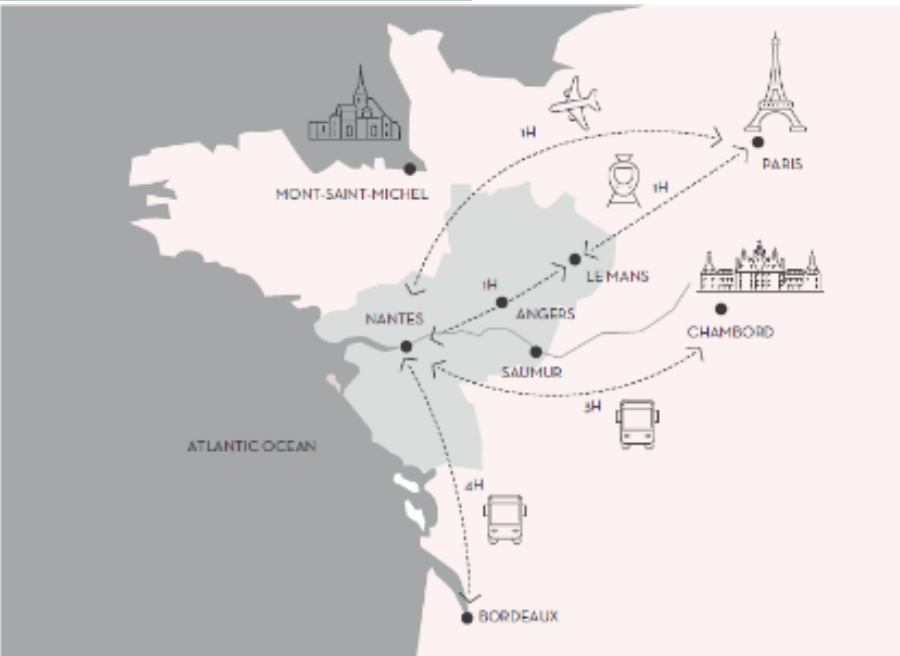 1H
PARIS
1H
MONT-SAINT-MICHEL
LE MANS
1H
ANGERS
NANTES
CHAMBORD
SAUMUR
3H
ATLANTIC OCEAN
4H
BORDEAUX